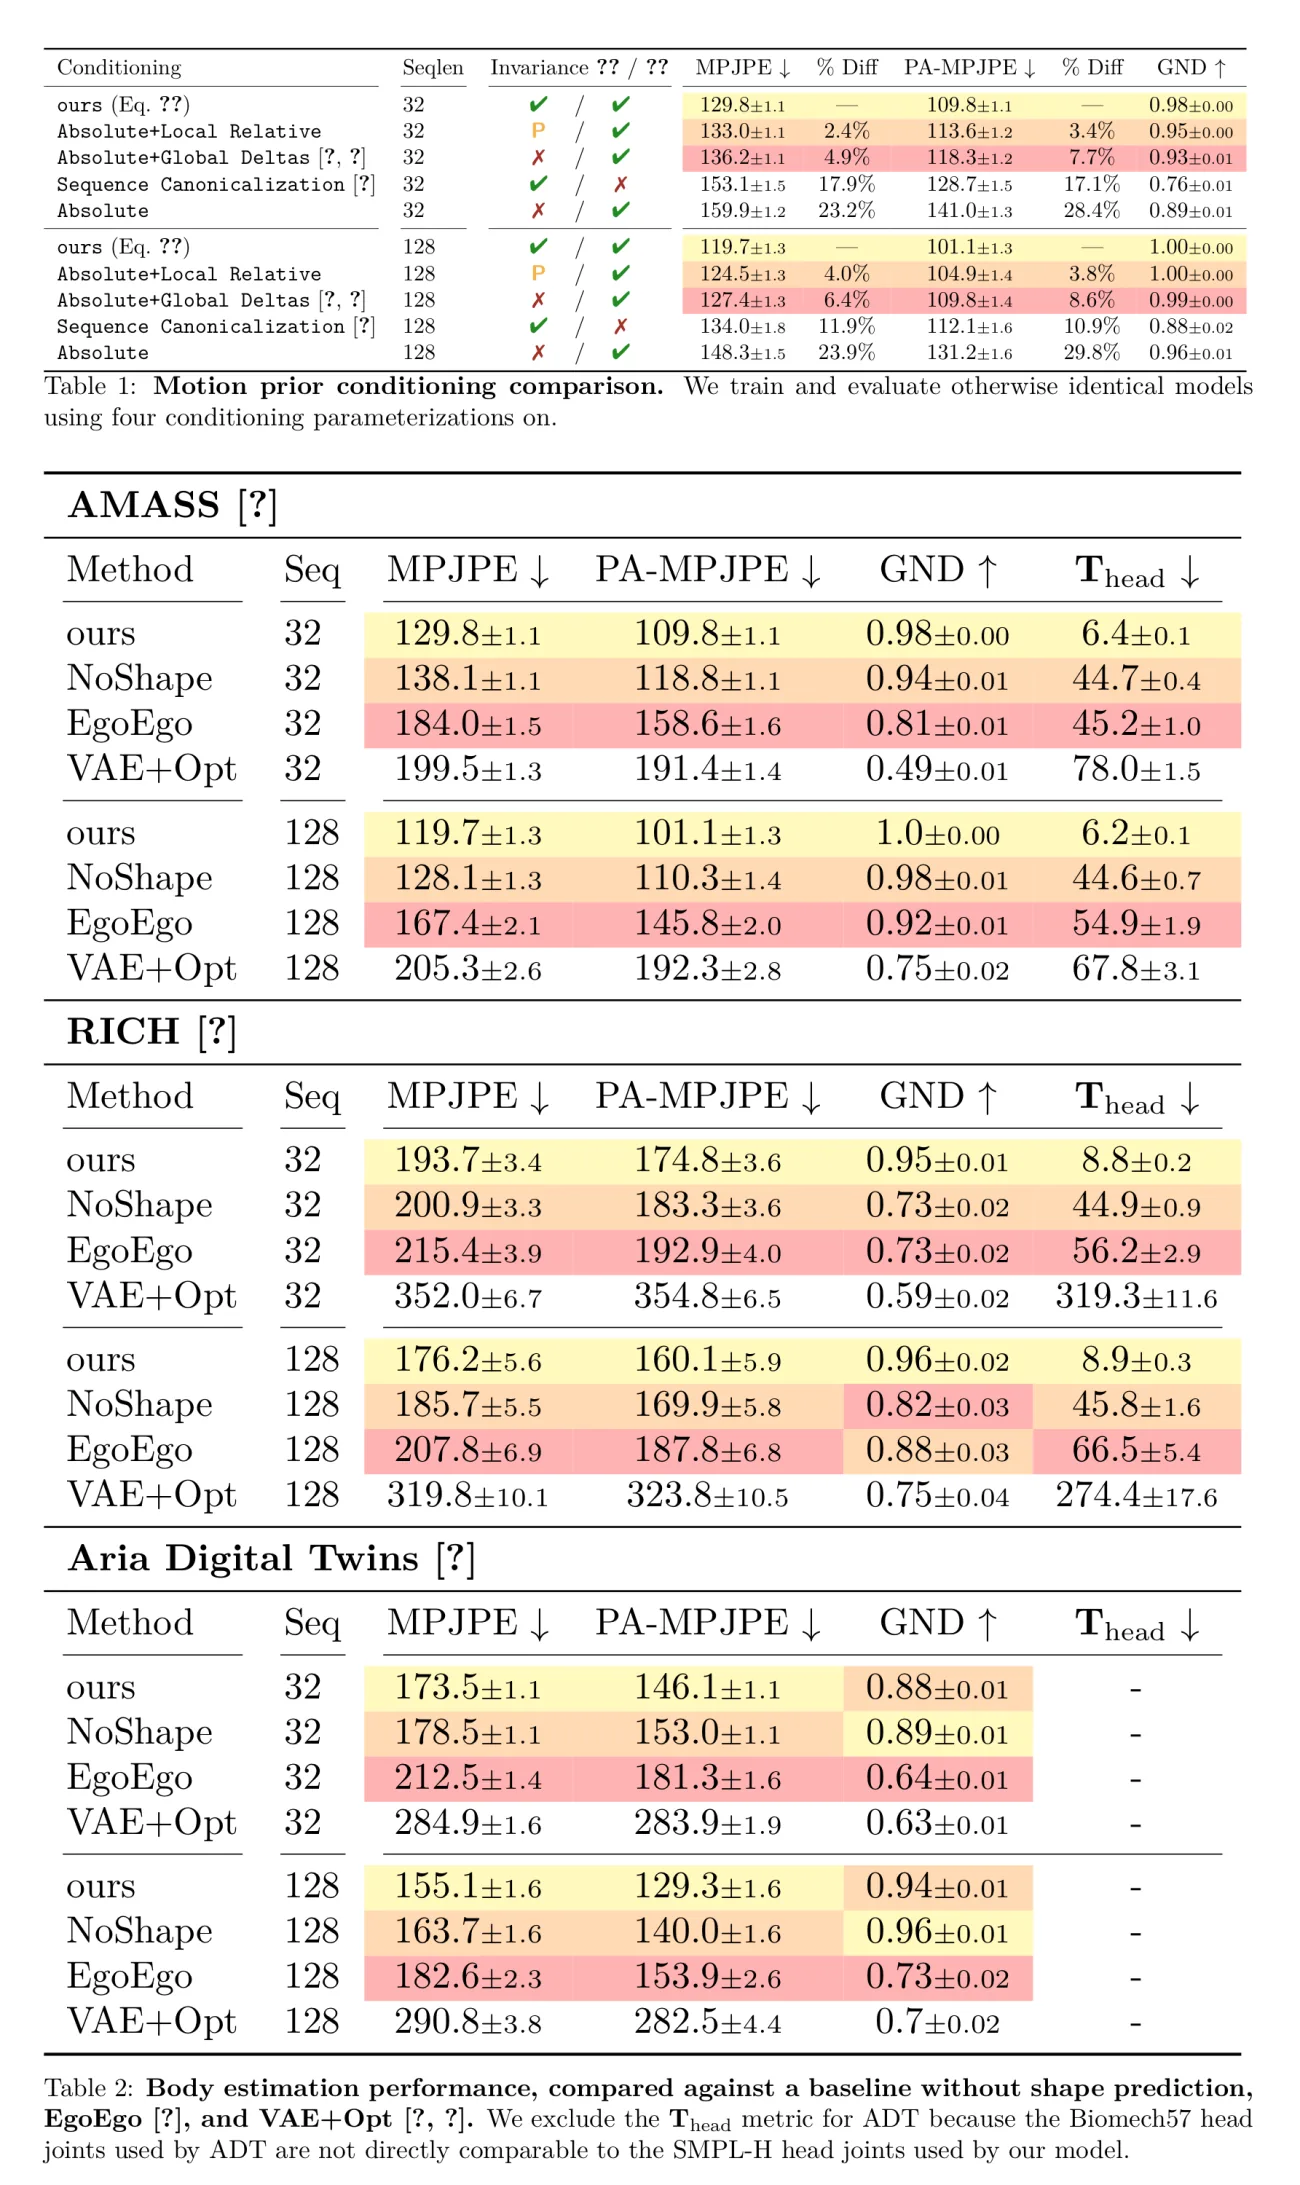 Conditioning Seqlen Invariance ?? / ?? MPJPE ↓ % Diff PA-MPJPE ↓ % Diff GND ↑
ours (Eq. ??) 32 ✔ / ✔ 129.8±1.1 — 109.8±1.1 — 0.98±0.00
Absolute+Local Relative 32 P / ✔ 133.0±1.1 2.4% 113.6±1.2 3.4% 0.95±0.00
Absolute+Global Deltas [?, ?] 32 ✗ / ✔ 136.2±1.1 4.9% 118.3±1.2 7.7% 0.93±0.01
Sequence Canonicalization [?] 32 ✔ / ✗ 153.1±1.5 17.9% 128.7±1.5 17.1% 0.76±0.01
Absolute 32 ✗ / ✔ 159.9±1.2 23.2% 141.0±1.3 28.4% 0.89±0.01
ours (Eq. ??) 128 ✔ / ✔ 119.7±1.3 — 101.1±1.3 — 1.00±0.00
Absolute+Local Relative 128 P / ✔ 124.5±1.3 4.0% 104.9±1.4 3.8% 1.00±0.00
Absolute+Global Deltas [?, ?] 128 ✗ / ✔ 127.4±1.3 6.4% 109.8±1.4 8.6% 0.99±0.00
Sequence Canonicalization [?] 128 ✔ / ✗ 134.0±1.8 11.9% 112.1±1.6 10.9% 0.88±0.02
Absolute 128 ✗ / ✔ 148.3±1.5 23.9% 131.2±1.6 29.8% 0.96±0.01
Table 1: Motion prior conditioning comparison. We train and evaluate otherwise identical models
using four conditioning parameterizations on.
AMASS [?]
Method Seq MPJPE ↓ PA-MPJPE ↓ GND ↑ Thead ↓
ours 32 129.8±1.1 109.8±1.1 0.98±0.00 6.4±0.1
NoShape 32 138.1±1.1 118.8±1.1 0.94±0.01 44.7±0.4
EgoEgo 32 184.0±1.5 158.6±1.6 0.81±0.01 45.2±1.0
VAE+Opt 32 199.5±1.3 191.4±1.4 0.49±0.01 78.0±1.5
ours 128 119.7±1.3 101.1±1.3 1.0±0.00 6.2±0.1
NoShape 128 128.1±1.3 110.3±1.4 0.98±0.01 44.6±0.7
EgoEgo 128 167.4±2.1 145.8±2.0 0.92±0.01 54.9±1.9
VAE+Opt 128 205.3±2.6 192.3±2.8 0.75±0.02 67.8±3.1
RICH [?]
Method Seq MPJPE ↓ PA-MPJPE ↓ GND ↑ Thead ↓
ours 32 193.7±3.4 174.8±3.6 0.95±0.01 8.8±0.2
NoShape 32 200.9±3.3 183.3±3.6 0.73±0.02 44.9±0.9
EgoEgo 32 215.4±3.9 192.9±4.0 0.73±0.02 56.2±2.9
VAE+Opt 32 352.0±6.7 354.8±6.5 0.59±0.02 319.3±11.6
ours 128 176.2±5.6 160.1±5.9 0.96±0.02 8.9±0.3
NoShape 128 185.7±5.5 169.9±5.8 0.82±0.03 45.8±1.6
EgoEgo 128 207.8±6.9 187.8±6.8 0.88±0.03 66.5±5.4
VAE+Opt 128 319.8±10.1 323.8±10.5 0.75±0.04 274.4±17.6
Aria Digital Twins [?]
Method Seq MPJPE ↓ PA-MPJPE ↓ GND ↑ Thead ↓
ours 32 173.5±1.1 146.1±1.1 0.88±0.01 -
NoShape 32 178.5±1.1 153.0±1.1 0.89±0.01 -
EgoEgo 32 212.5±1.4 181.3±1.6 0.64±0.01 -
VAE+Opt 32 284.9±1.6 283.9±1.9 0.63±0.01 -
ours 128 155.1±1.6 129.3±1.6 0.94±0.01 -
NoShape 128 163.7±1.6 140.0±1.6 0.96±0.01 -
EgoEgo 128 182.6±2.3 153.9±2.6 0.73±0.02 -
VAE+Opt 128 290.8±3.8 282.5±4.4 0.7±0.02 -
Table 2: Body estimation performance, compared against a baseline without shape prediction,
EgoEgo [?], and VAE+Opt [?, ?]. We exclude the Thead metric for ADT because the Biomech57 head
joints used by ADT are not directly comparable to the SMPL-H head joints used by our model.